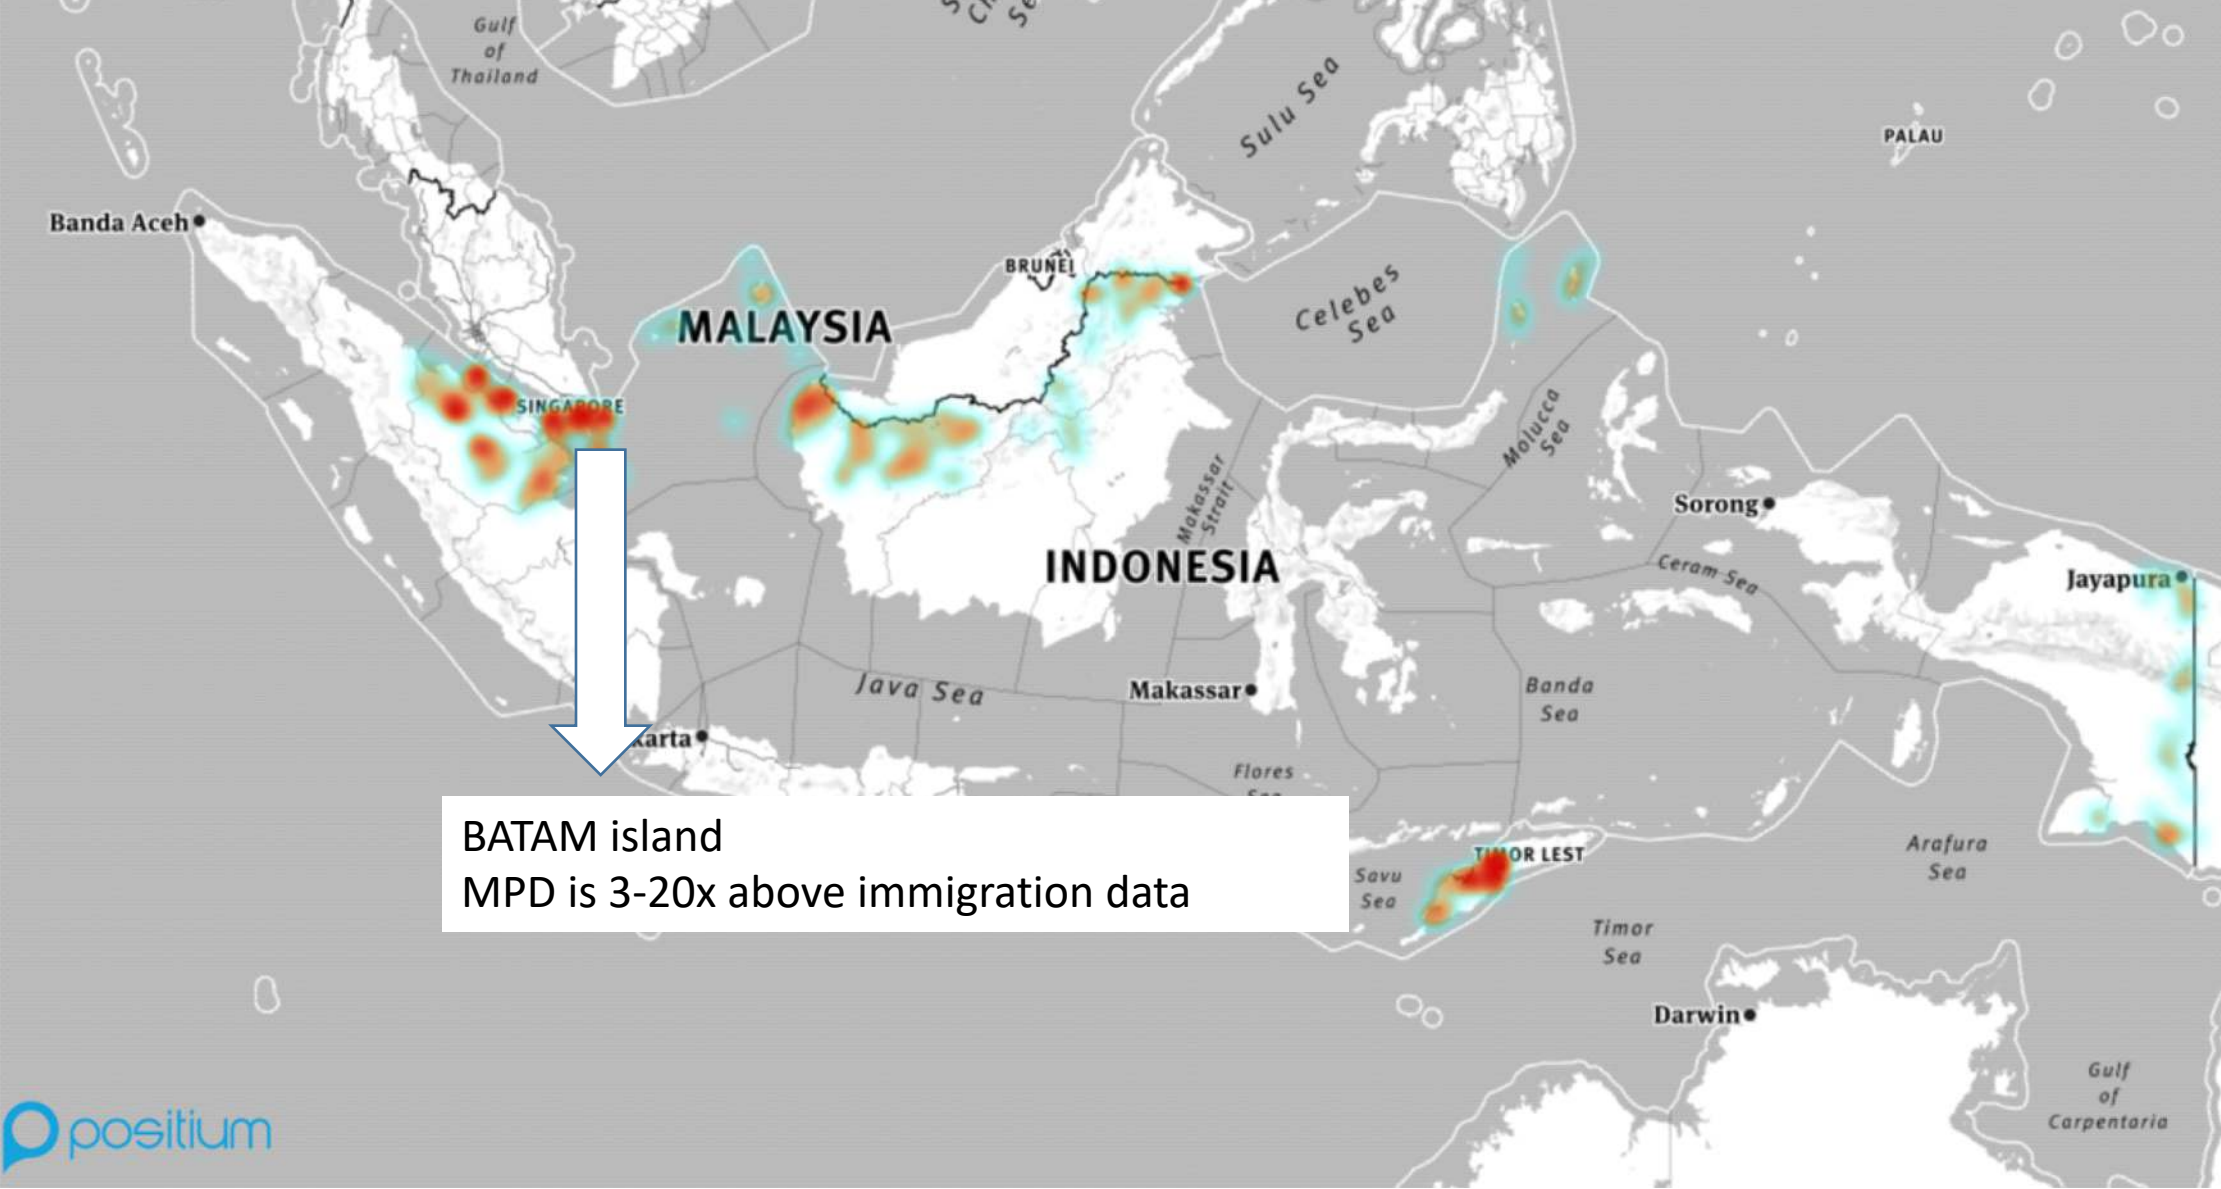 Gulf
of
Thailand
Sulu Sea
PALAU
Banda Aceh
BRUNEI
Celebes
Sea
MALAYSIA
SINGAPORE
Molucca
Sea
Makassar
Strait
Sorong
INDONESIA
Ceram Sea
Jayapura
Java Sea
Makassar
Banda
Sea
karta
Flores
BATAM island
MPD is 3-20x above immigration data
TIMOR LEST
Savu
Sea
Arafura
Sea
Timor
Sea
Darwin
Gulf
of
Carpentaria
positium